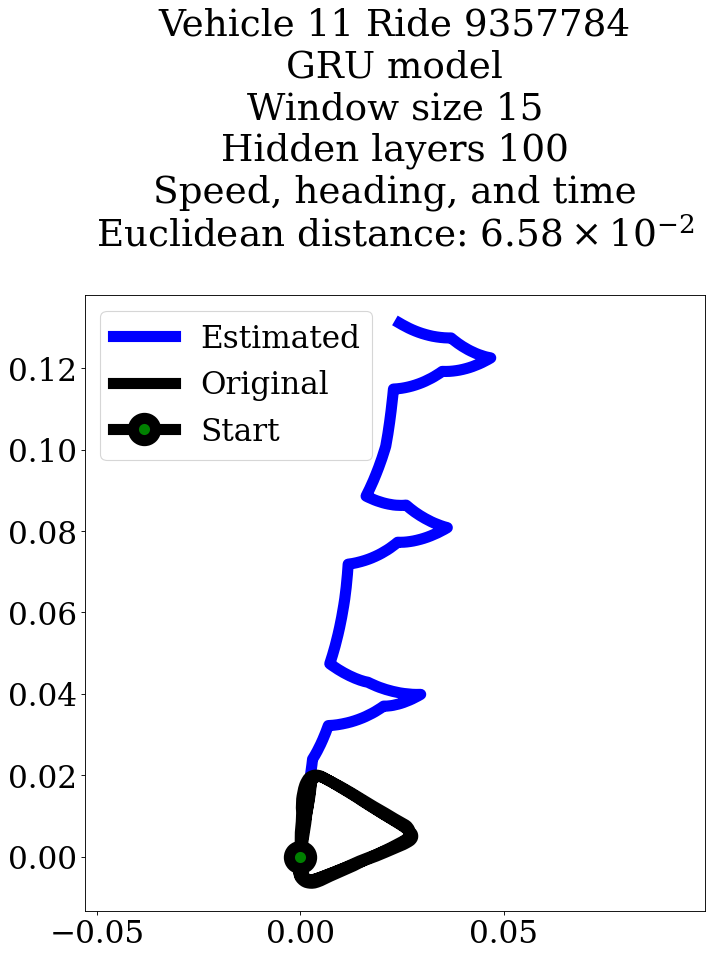 Vehicle 11 Ride 9357784
GRU model
Window size 15
Hidden layers 100
Speed, heading, and time
Euclidean distance: 6.58 × 10⁻²
Estimated
Original
Start
0.12
0.10
0.08
0.06
0.04
0.02
0.00
−0.05 0.00 0.05